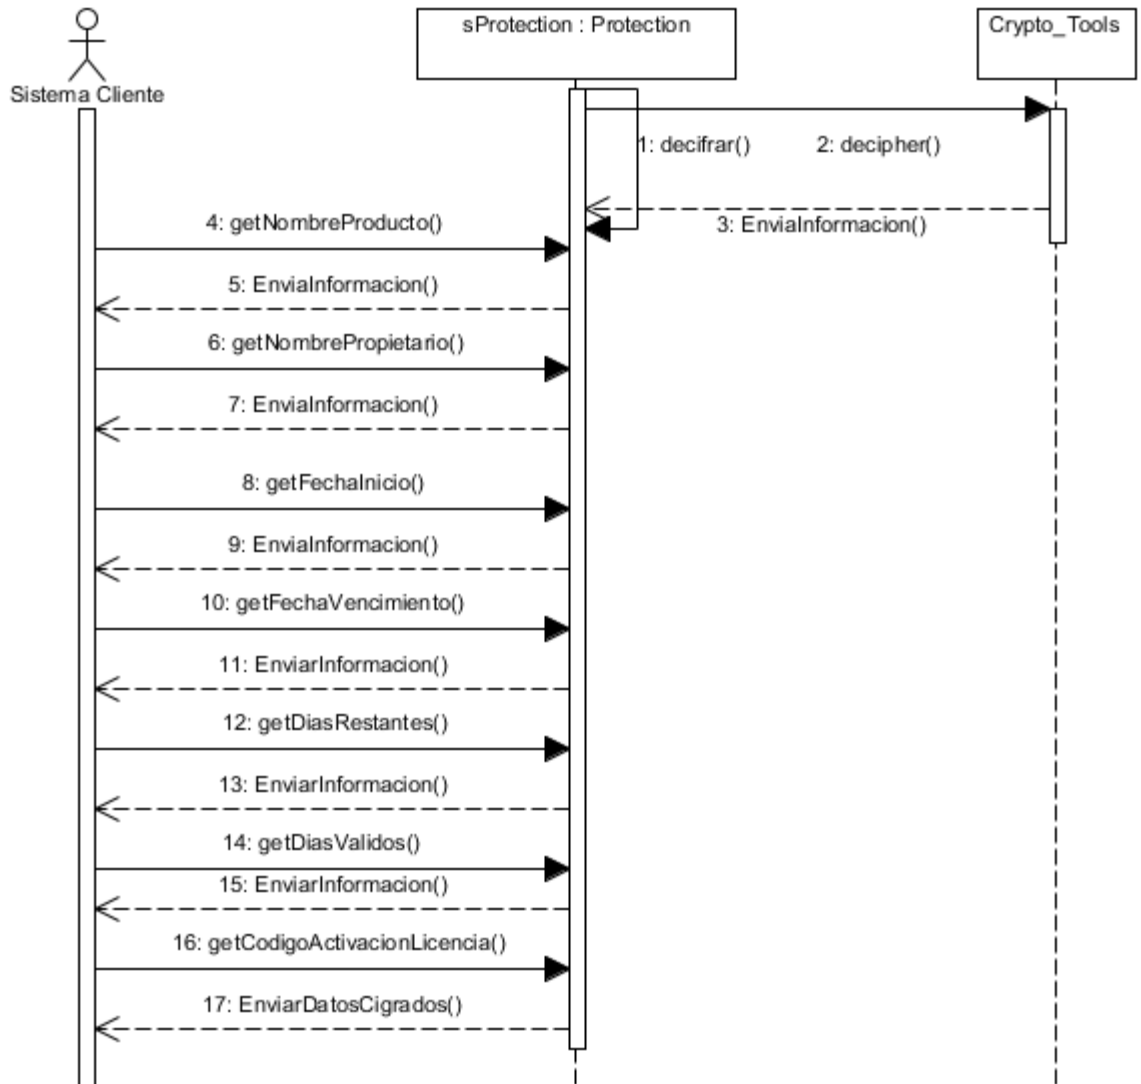 sProtection : Protection
Crypto_Tools
Sistema Cliente
1: decifrar()
2: decipher()
3: EnviaInformacion()
4: getNombreProducto()
5: EnviaInformacion()
6: getNombrePropietario()
7: EnviaInformacion()
8: getFechaInicio()
9: EnviaInformacion()
10: getFechaVencimiento()
11: EnviarInformacion()
12: getDiasRestantes()
13: EnviarInformacion()
14: getDiasValidos()
15: EnviarInformacion()
16: getCodigoActivacionLicencia()
17: EnviarDatosCigrados()